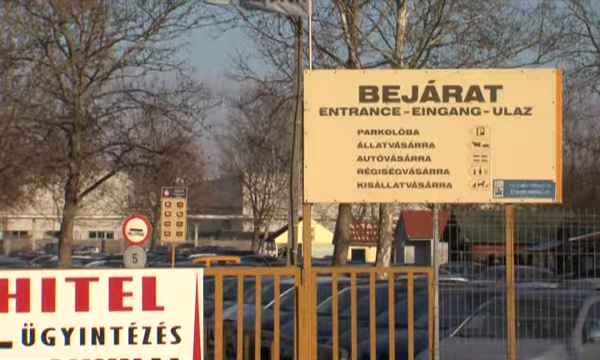 BEJÁRAT
ENTRANCE - EINGANG - ULAZ
PARKOLÓBA
ÁLLATVÁSÁRRA
AUTÓVÁSÁRRA
RÉGISÉGVÁSÁRRA
KISÁLLATVÁSÁRRA
P
5
HITEL
ÜGYINTÉZÉS